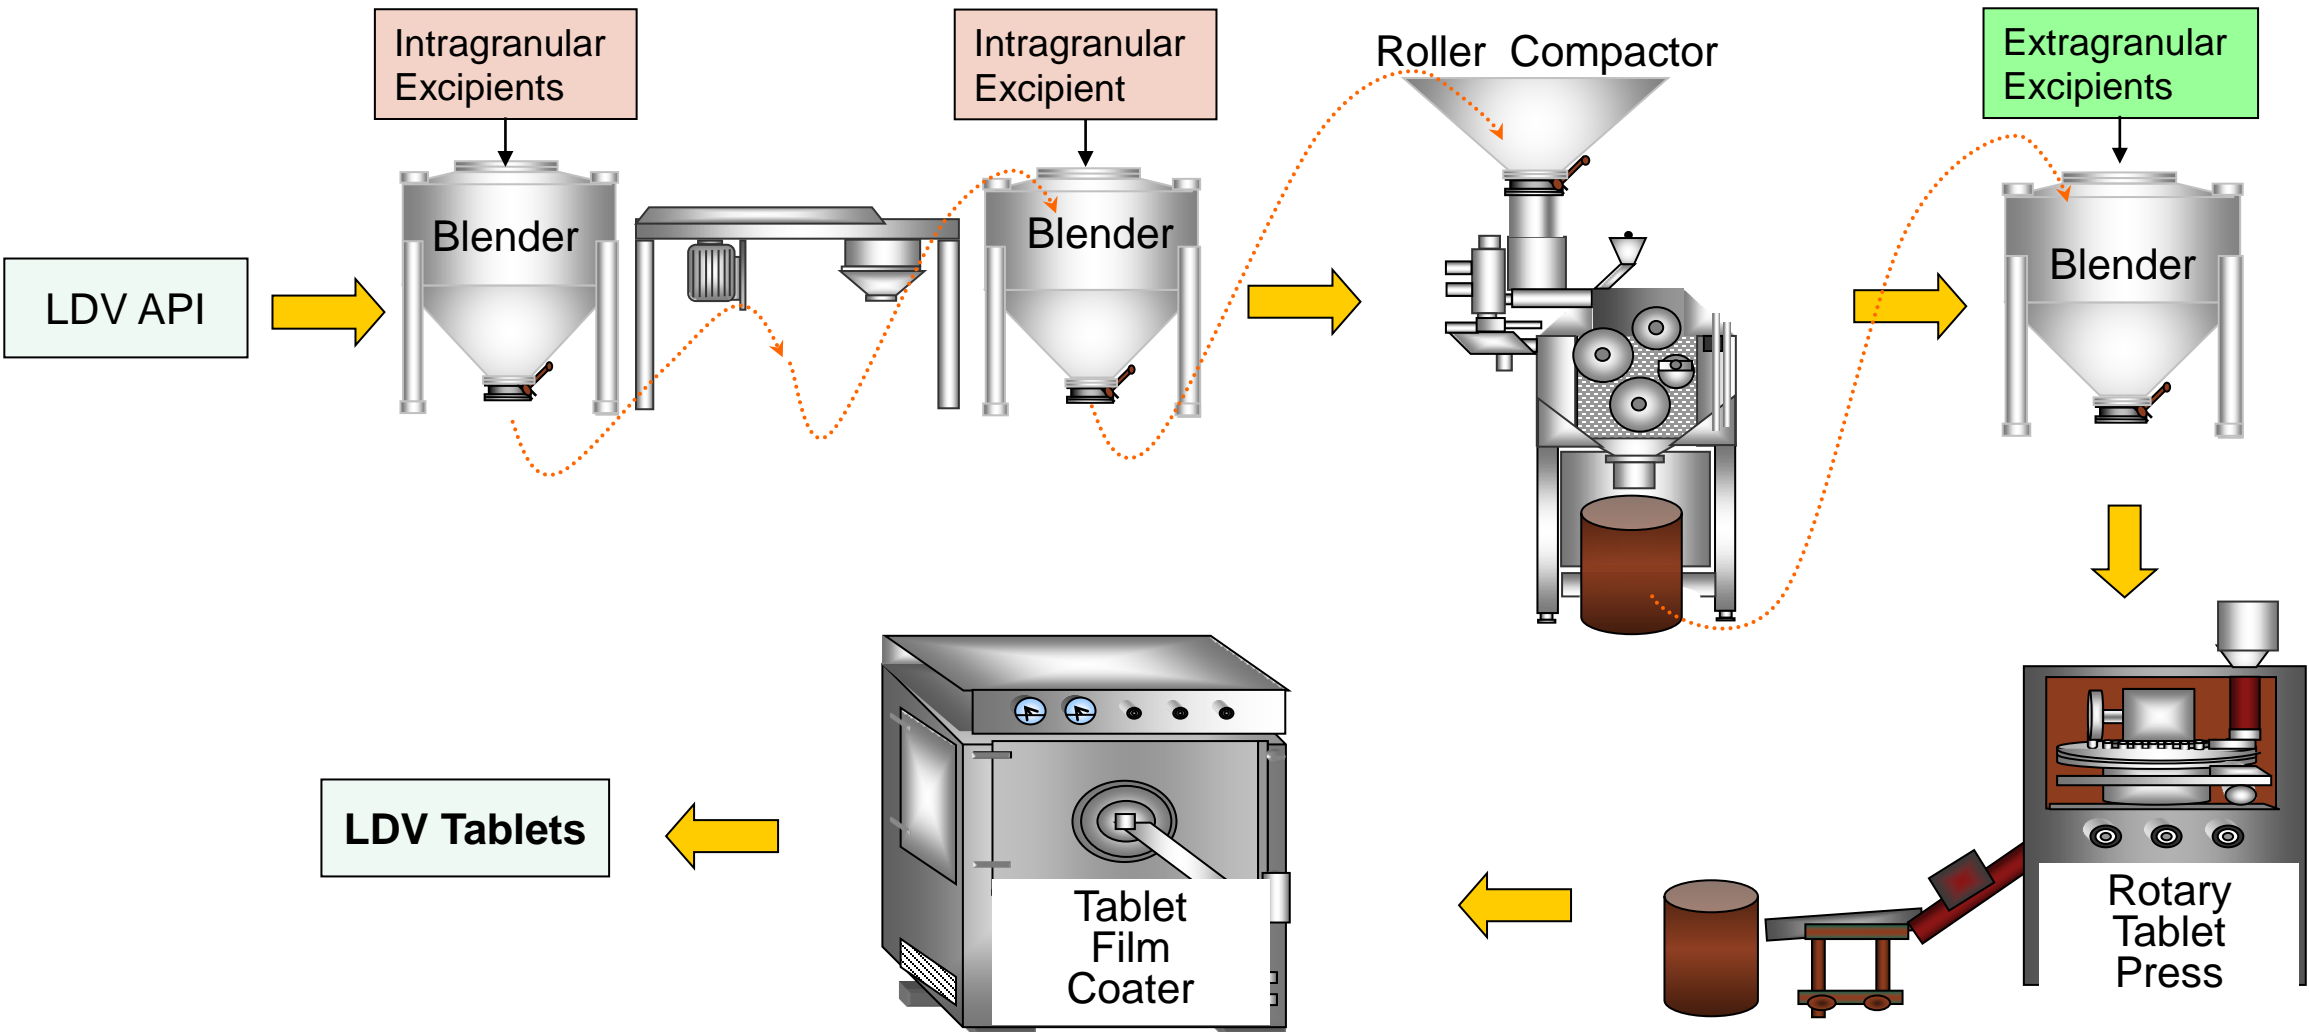 Intragranular
Excipients
Intragranular
Excipient
Roller Compactor
Extragranular
Excipients
LDV API
Blender
Blender
Blender
LDV Tablets
Tablet
Film
Coater
Rotary
Tablet
Press